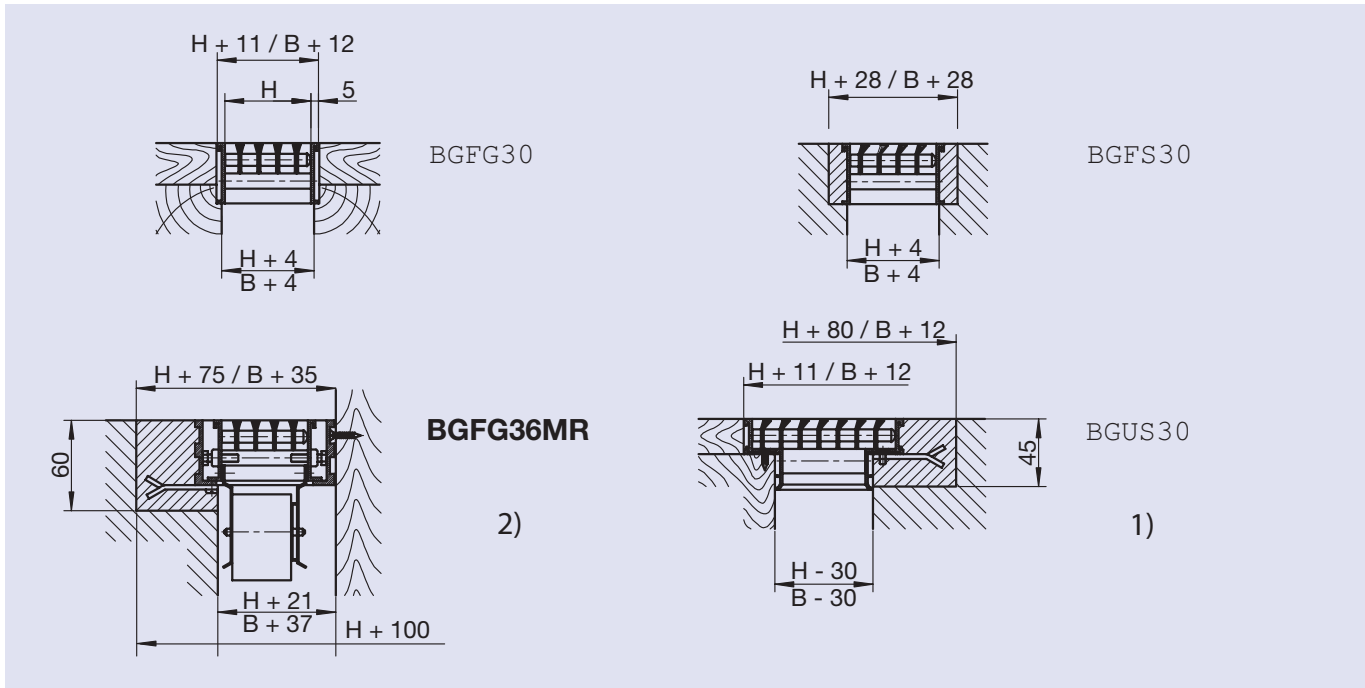 H + 11 / B + 12
H
5
BGFG30
H + 4
B + 4
H + 28 / B + 28
BGFS30
H + 4
B + 4
H + 75 / B + 35
60
BGFG36MR
2)
H + 21
B + 37
H + 100
H + 80 / B + 12
H + 11 / B + 12
BGUS30
45
1)
H - 30
B - 30